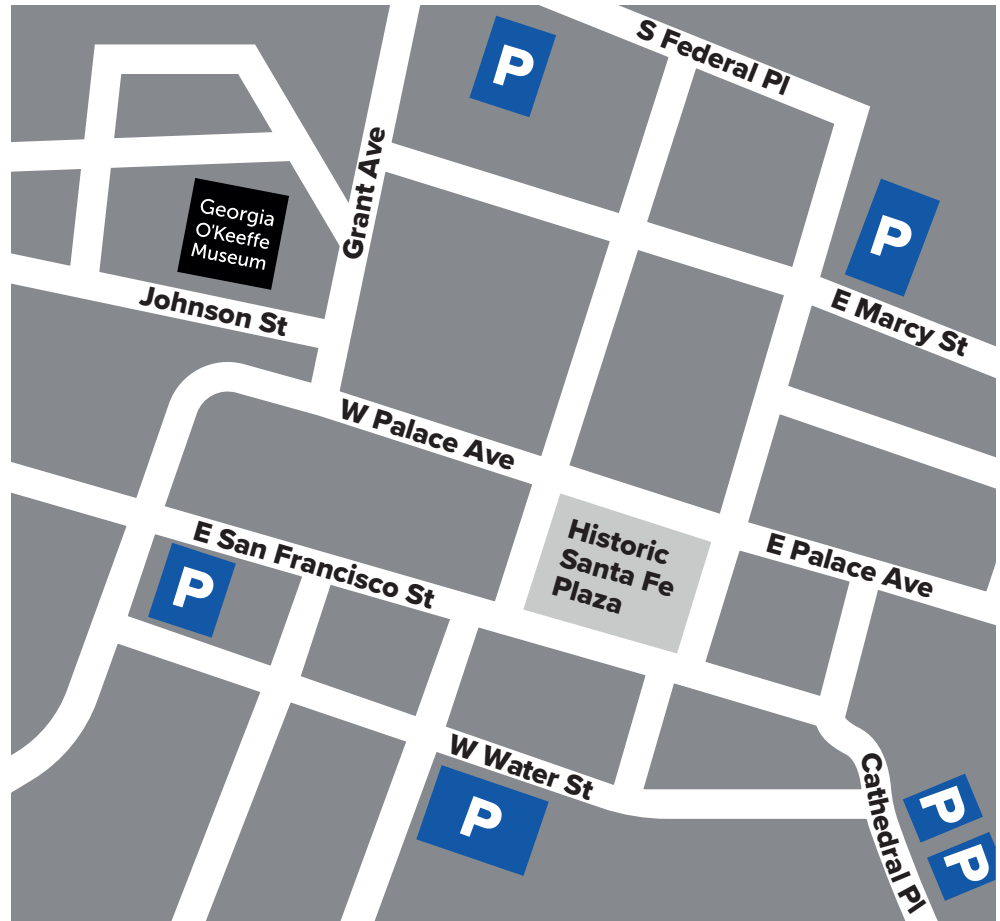 S Federal Pl
P
Grant Ave
Georgia
O'Keeffe
Museum
P
Johnson St
E Marcy St
W Palace Ave
E San Francisco St
Historic
Santa Fe
Plaza
E Palace Ave
P
W Water St
P
Cathedral Pl
P
P